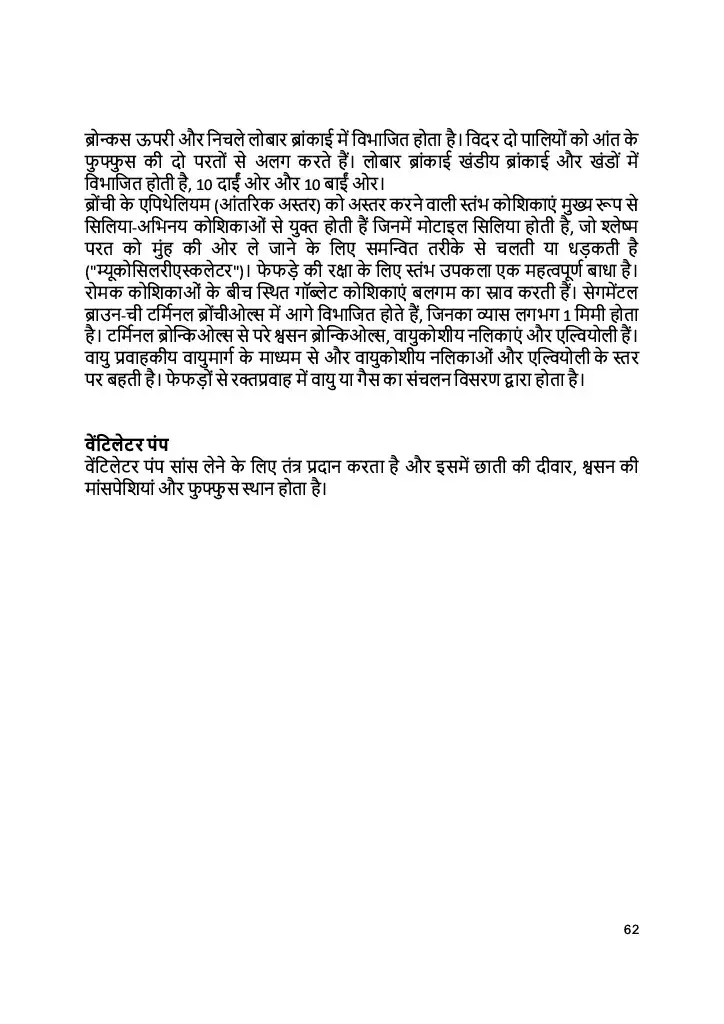 ब्रोन्कस ऊपरी और निचले लोबार ब्रांकाई में विभाजित होता है। विदर दो पालियों को आंत के
फुफ्फुस की दो परतों से अलग करते हैं। लोबार ब्रांकाई खंडीय ब्रांकाई और खंडों में
विभाजित होती है, 10 दाईं ओर और 10 बाईं ओर।
ब्रोंची के एपिथेलियम (आंतरिक अस्तर) को अस्तर करने वाली स्तंभ कोशिकाएं मुख्य रूप से
सिलिया-अभिनय कोशिकाओं से युक्त होती हैं जिनमें मोटाइल सिलिया होती है, जो श्लेष्म
परत को मुंह की ओर ले जाने के लिए समन्वित तरीके से चलती या धड़कती है
("म्यूकोसिलरीएस्कलेटर")। फेफड़े की रक्षा के लिए स्तंभ उपकला एक महत्वपूर्ण बाधा है।
रोमक कोशिकाओं के बीच स्थित गॉब्लेट कोशिकाएं बलगम का स्राव करती हैं। सेगमेंटल
ब्राउन-ची टर्मिनल ब्रोंचीओल्स में आगे विभाजित होते हैं, जिनका व्यास लगभग 1 मिमी होता
है। टर्मिनल ब्रोन्किओल्स से परे श्वसन ब्रोन्किओल्स, वायुकोशीय नलिकाएं और एल्वियोली हैं।
वायु प्रवाहकीय वायुमार्ग के माध्यम से और वायुकोशीय नलिकाओं और एल्वियोली के स्तर
पर बहती है। फेफड़ों से रक्तप्रवाह में वायु या गैस का संचलन विसरण द्वारा होता है।
वेंटिलेटर पंप
वेंटिलेटर पंप सांस लेने के लिए तंत्र प्रदान करता है और इसमें छाती की दीवार, श्वसन की
मांसपेशियां और फुफ्फुस स्थान होता है।
62